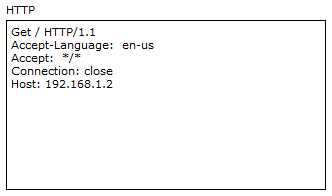 HTTP
Get / HTTP/1.1
Accept-Language:  en-us
Accept:  */*
Connection: close
Host: 192.168.1.2